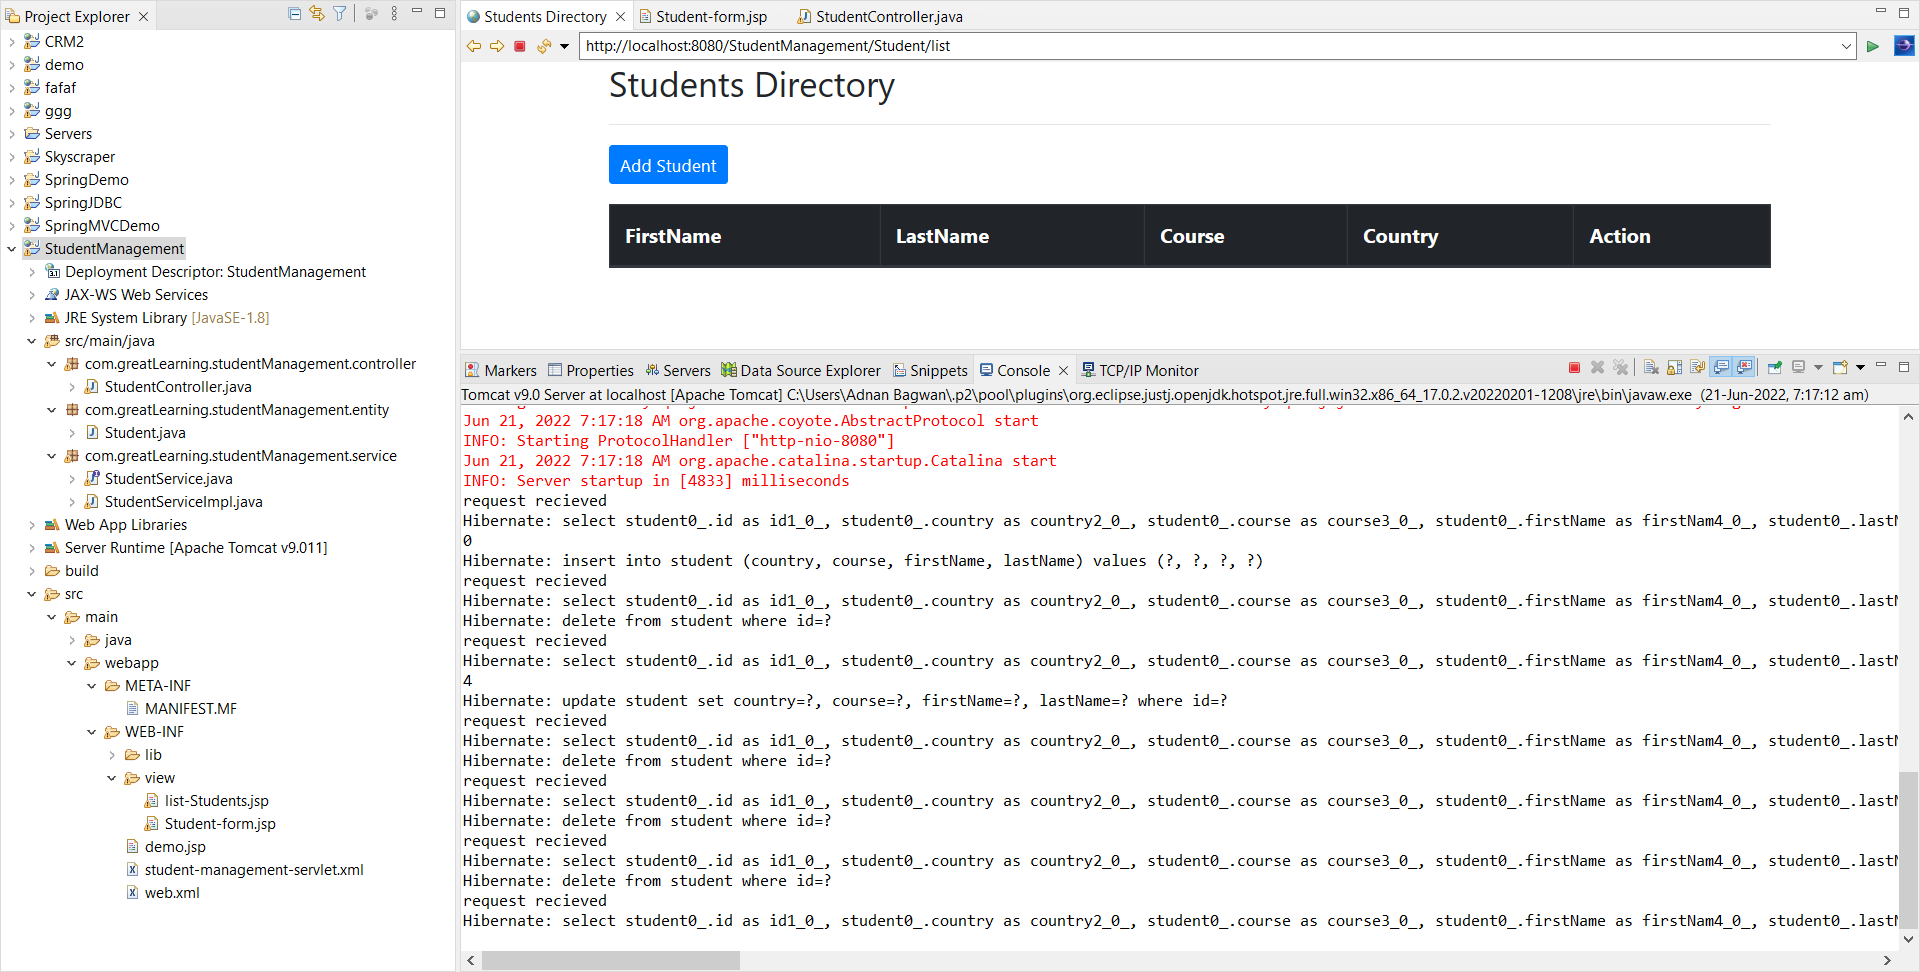 Project Explorer
CRM2
demo
fafaf
ggg
Servers
Skyscraper
SpringDemo
SpringJDBC
SpringMVCDemo
StudentManagement
Deployment Descriptor: StudentManagement
JAX-WS Web Services
JRE System Library [JavaSE-1.8]
src/main/java
com.greatLearning.studentManagement.controller
StudentController.java
com.greatLearning.studentManagement.entity
Student.java
com.greatLearning.studentManagement.service
StudentService.java
StudentServiceImpl.java
Web App Libraries
Server Runtime [Apache Tomcat v9.011]
build
src
main
java
webapp
META-INF
MANIFEST.MF
WEB-INF
lib
view
list-Students.jsp
Student-form.jsp
demo.jsp
student-management-servlet.xml
web.xml
Students Directory Student-form.jsp StudentController.java
http://localhost:8080/StudentManagement/Student/list
Students Directory
Add Student
FirstName LastName Course Country Action
Markers Properties Servers Data Source Explorer Snippets Console TCP/IP Monitor
Tomcat v9.0 Server at localhost [Apache Tomcat] C:\Users\Adnan Bagwan\.p2\pool\plugins\org.eclipse.justj.openjdk.hotspot.jre.full.win32.x86_64_17.0.2.v20220201-1208\jre\bin\javaw.exe (21-Jun-2022, 7:17:12 am)
Jun 21, 2022 7:17:18 AM org.apache.coyote.AbstractProtocol start
INFO: Starting ProtocolHandler ["http-nio-8080"]
Jun 21, 2022 7:17:18 AM org.apache.catalina.startup.Catalina start
INFO: Server startup in [4833] milliseconds
request recieved
Hibernate: select student0_.id as id1_0_, student0_.country as country2_0_, student0_.course as course3_0_, student0_.firstName as firstNam4_0_, student0_.last
0
Hibernate: insert into student (country, course, firstName, lastName) values (?, ?, ?, ?)
request recieved
Hibernate: select student0_.id as id1_0_, student0_.country as country2_0_, student0_.course as course3_0_, student0_.firstName as firstNam4_0_, student0_.last
Hibernate: delete from student where id=?
request recieved
Hibernate: select student0_.id as id1_0_, student0_.country as country2_0_, student0_.course as course3_0_, student0_.firstName as firstNam4_0_, student0_.last
4
Hibernate: update student set country=?, course=?, firstName=?, lastName=? where id=?
request recieved
Hibernate: select student0_.id as id1_0_, student0_.country as country2_0_, student0_.course as course3_0_, student0_.firstName as firstNam4_0_, student0_.last
Hibernate: delete from student where id=?
request recieved
Hibernate: select student0_.id as id1_0_, student0_.country as country2_0_, student0_.course as course3_0_, student0_.firstName as firstNam4_0_, student0_.last
Hibernate: delete from student where id=?
request recieved
Hibernate: select student0_.id as id1_0_, student0_.country as country2_0_, student0_.course as course3_0_, student0_.firstName as firstNam4_0_, student0_.last
Hibernate: delete from student where id=?
request recieved
Hibernate: select student0_.id as id1_0_, student0_.country as country2_0_, student0_.course as course3_0_, student0_.firstName as firstNam4_0_, student0_.last